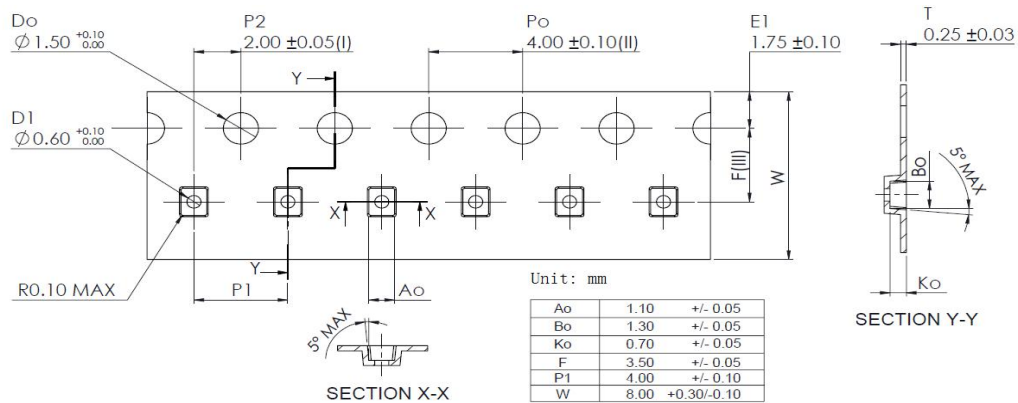 Do
Ø1.50 +0.10 0.00
P2
2.00 ±0.05(I)
Po
4.00 ±0.10(II)
E1
1.75 ±0.10
T
0.25 ±0.03
Y
D1
Ø0.60 +0.10 0.00
F(III)
W
Bo
5° MAX
X X
Y
R0.10 MAX
P1
Ao
Ko
Unit: mm
Ao 1.10 +/- 0.05
Bo 1.30 +/- 0.05
Ko 0.70 +/- 0.05
F 3.50 +/- 0.05
P1 4.00 +/- 0.10
W 8.00 +0.30/-0.10
SECTION Y-Y
5° MAX
SECTION X-X